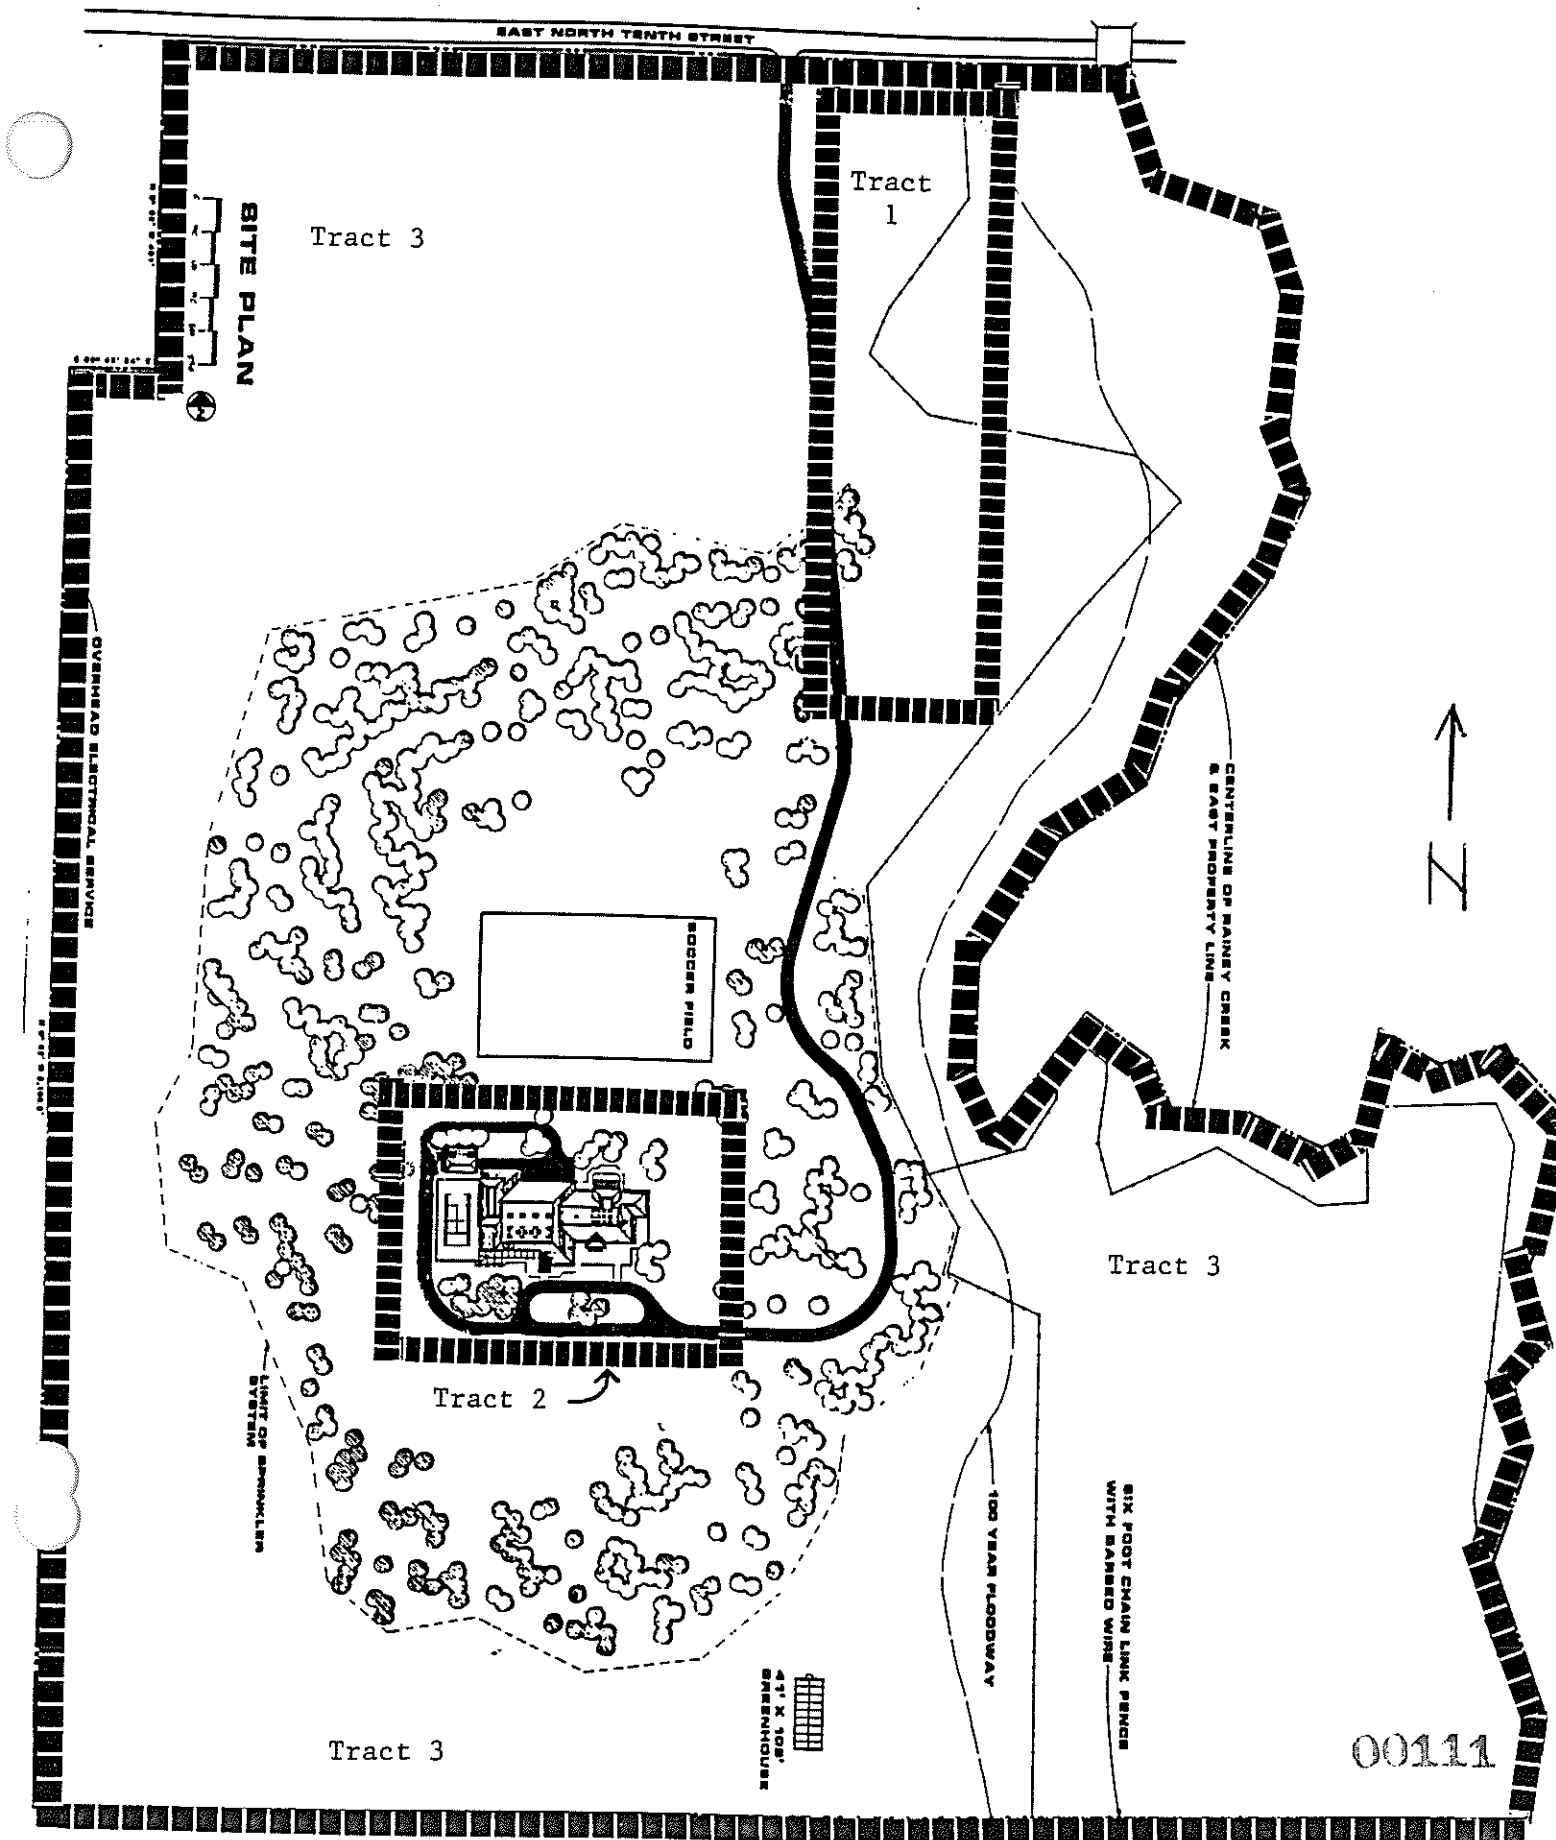 EAST NORTH TENTH STREET
Tract
1
Tract 3
SITE PLAN
N
OVERHEAD ELECTRICAL SERVICE
CENTERLINE OF RAINEY CREEK
& EAST PROPERTY LINE
N
SOCCER FIELD
Tract 3
Tract 2
LIMIT OF SPRINKLER
SYSTEM
100 YEAR FLOODWAY
SIX FOOT CHAIN LINK FENCE
WITH BARBED WIRE
GREENHOUSE
Tract 3
00111